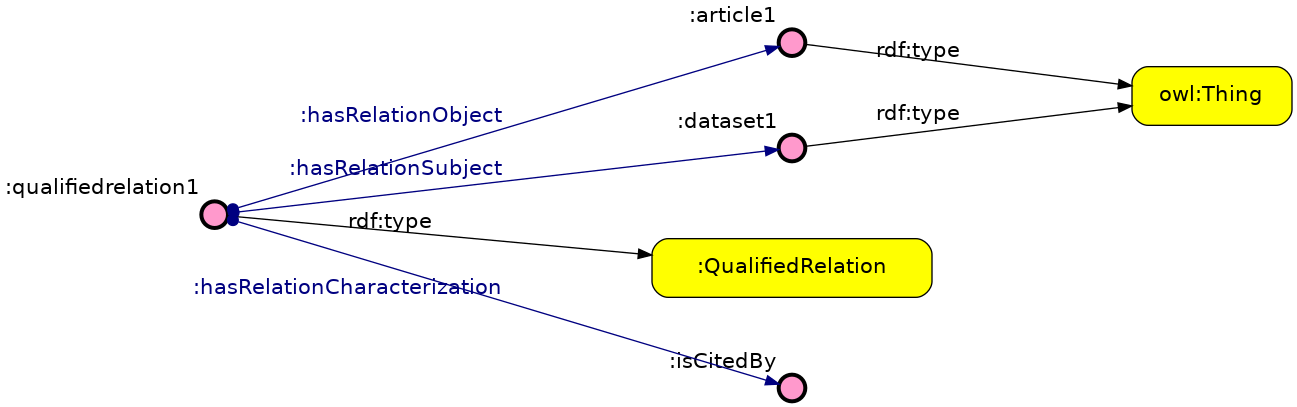 :article1
rdf:type
owl:Thing
:hasRelationObject
:dataset1
rdf:type
:hasRelationSubject
:qualifiedrelation1
rdf:type
:QualifiedRelation
:hasRelationCharacterization
:isCitedBy